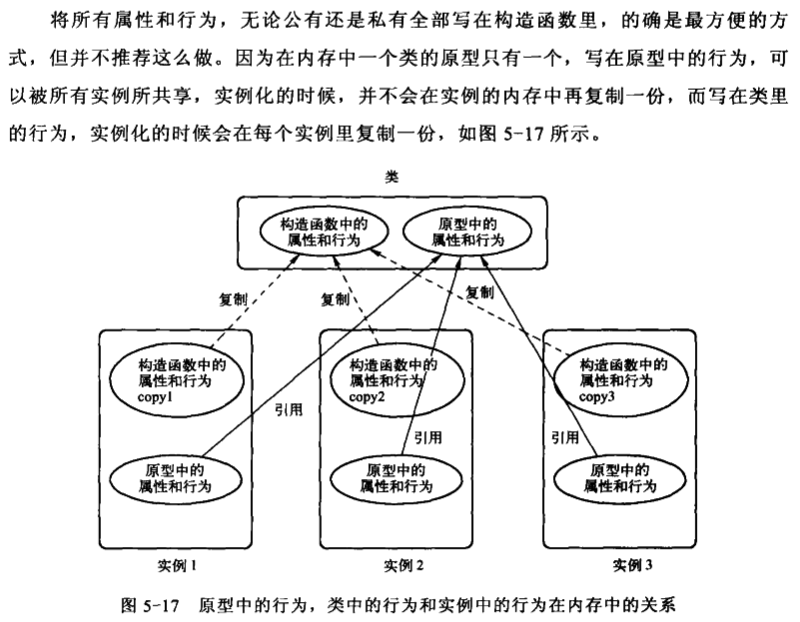 将所有属性和行为，无论公有还是私有全部写在构造函数里，的确是最方便的方
式，但并不推荐这么做。因为在内存中一个类的原型只有一个，写在原型中的行为，可
以被所有实例所共享，实例化的时候，并不会在实例的内存中再复制一份，而写在类里
的行为，实例化的时候会在每个实例里复制一份，如图 5-17 所示。
类
构造函数中的
属性和行为
原型中的
属性和行为
复制
复制
复制
构造函数中的
属性和行为
copy1
构造函数中的
属性和行为
copy2
构造函数中的
属性和行为
copy3
引用
引用
引用
原型中的
属性和行为
原型中的
属性和行为
原型中的
属性和行为
实例 1
实例 2
实例 3
图 5-17 原型中的行为，类中的行为和实例中的行为在内存中的关系